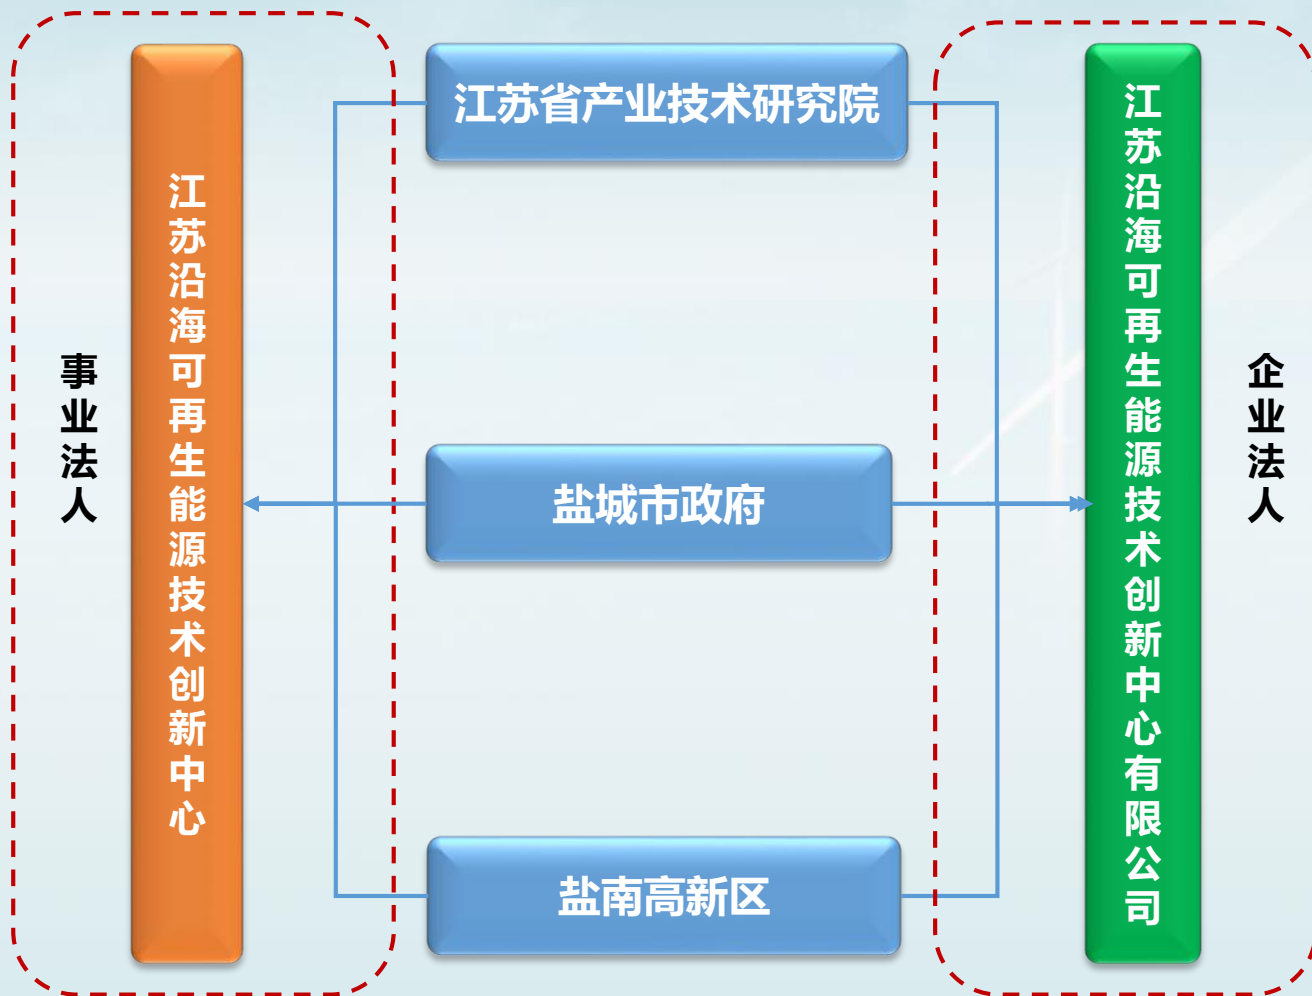 事业法人
江苏沿海可再生能源技术创新中心
江苏省产业技术研究院
盐城市政府
盐南高新区
江苏沿海可再生能源技术创新中心有限公司
企业法人